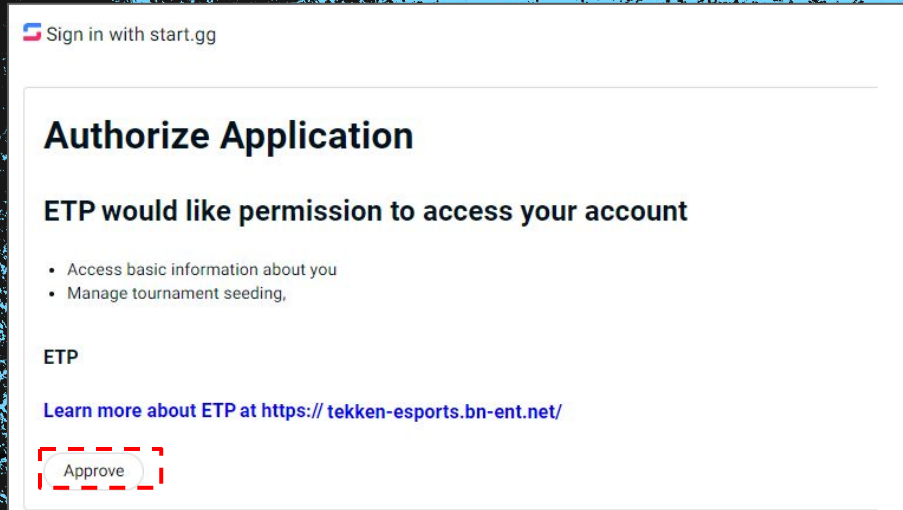 Sign in with start.gg
Authorize Application
ETP would like permission to access your account
• Access basic information about you
• Manage tournament seeding,
ETP
Learn more about ETP at https:// tekken-esports.bn-ent.net/
Approve